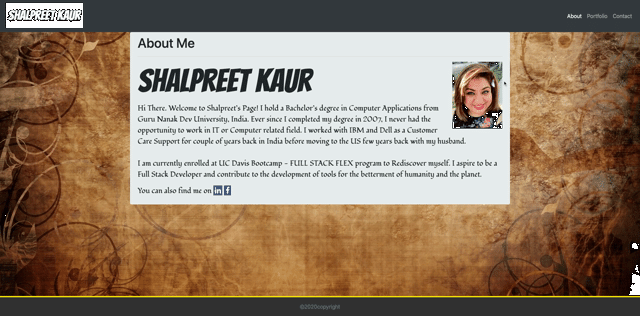 SHALPREET KAUR
About Portfolio Contact
About Me
SHALPREET KAUR
Hi There. Welcome to Shalpreet's Page! I hold a Bachelor's degree in Computer Applications from
Guru Nanak Dev University, India. Ever since I completed my degree in 2007, I never had the
opportunity to work in IT or Computer related field. I worked with IBM and Dell as a Customer
Care Support for couple of years back in India before moving to the US few years back with my husband.
I am currently enrolled at UC Davis Bootcamp - FULL STACK FLEX program to Rediscover myself. I aspire to be a
Full Stack Developer and contribute to the development of tools for the betterment of humanity and the planet.
You can also find me on in f
©2020copyright